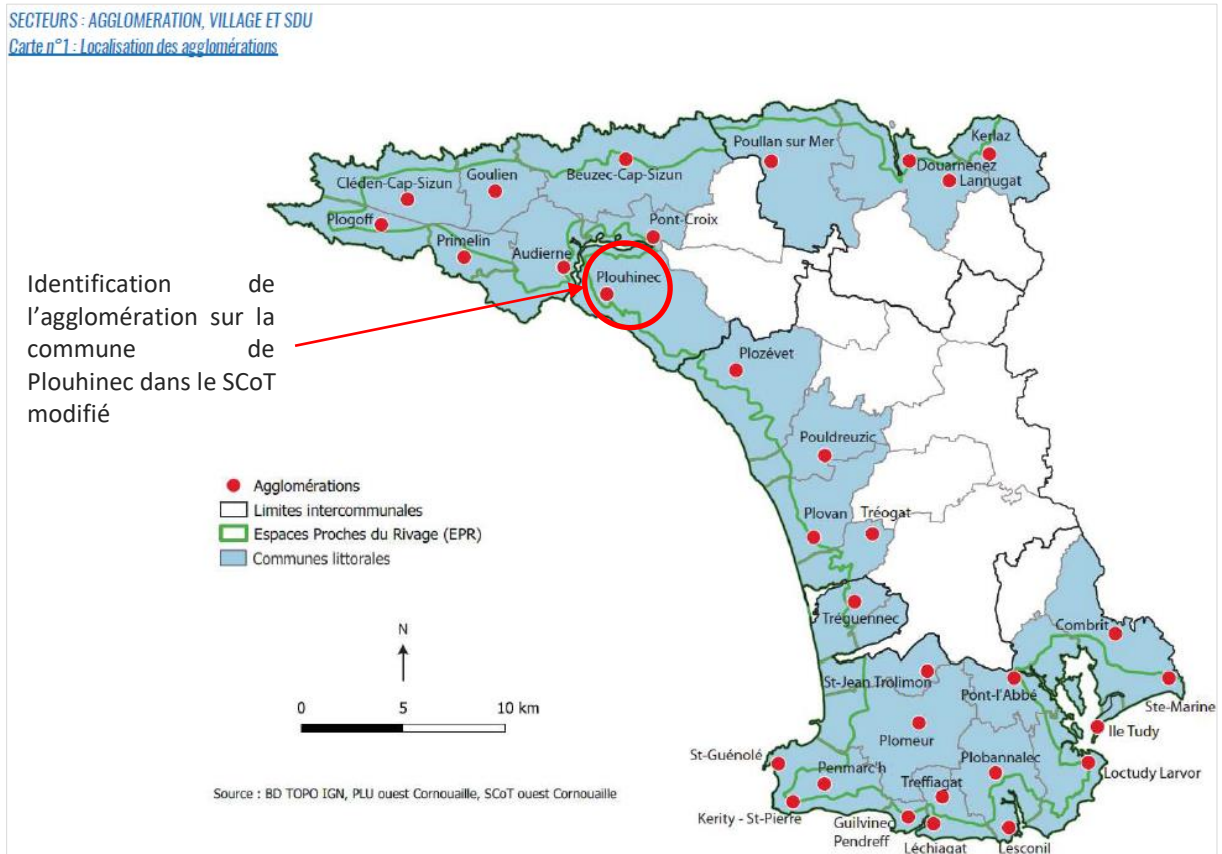 SECTEURS : AGGLOMERATION, VILLAGE ET SDU
Carte n°1 : Localisation des agglomérations
Kerlaz
Poullan sur Mer
Douarnenez
Beuzec-Cap-Sizun
Goulien
Lannugat
Cléden-Cap-Sizun
Plogoff
Pont-Croix
Primelin
Audierne
Plouhinec
Identification de
l'agglomération sur la
commune de
Plouhinec dans le SCoT
modifié
Plozévet
Pouldreuzic
Agglomérations
Limites intercommunales
Espaces Proches du Rivage (EPR)
Communes littorales
Plovan
Tréogat
Tréguennec
Combrit
N
0 5 10 km
St-Jean Trolimon
Pont-l'Abbé
Ste-Marine
Ile Tudy
Plomeur
St-Guénolé
Plobannalec
Loctudy Larvor
Penmarc'h
Treffiagat
Source : BD TOPO IGN, PLU ouest Cornouaille, SCoT ouest Cornouaille
Kerity - St-Pierre
Guilvinec
Pendreff
Léchiagat
Lesconil